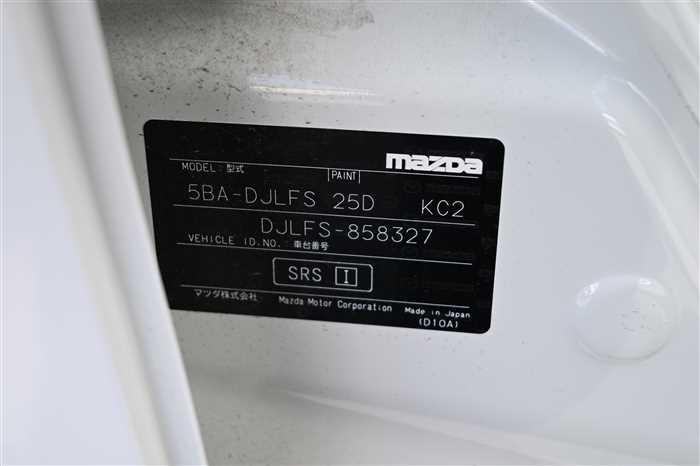 mazda
MODEL: 型式 PAINT
5BA-DJLFS 25D KC2
DJLFS-858327
VEHICLE ID.NO. 車台番号
SRS I
マツダ株式会社 Mazda Motor Corporation Made in Japan
(D10A)